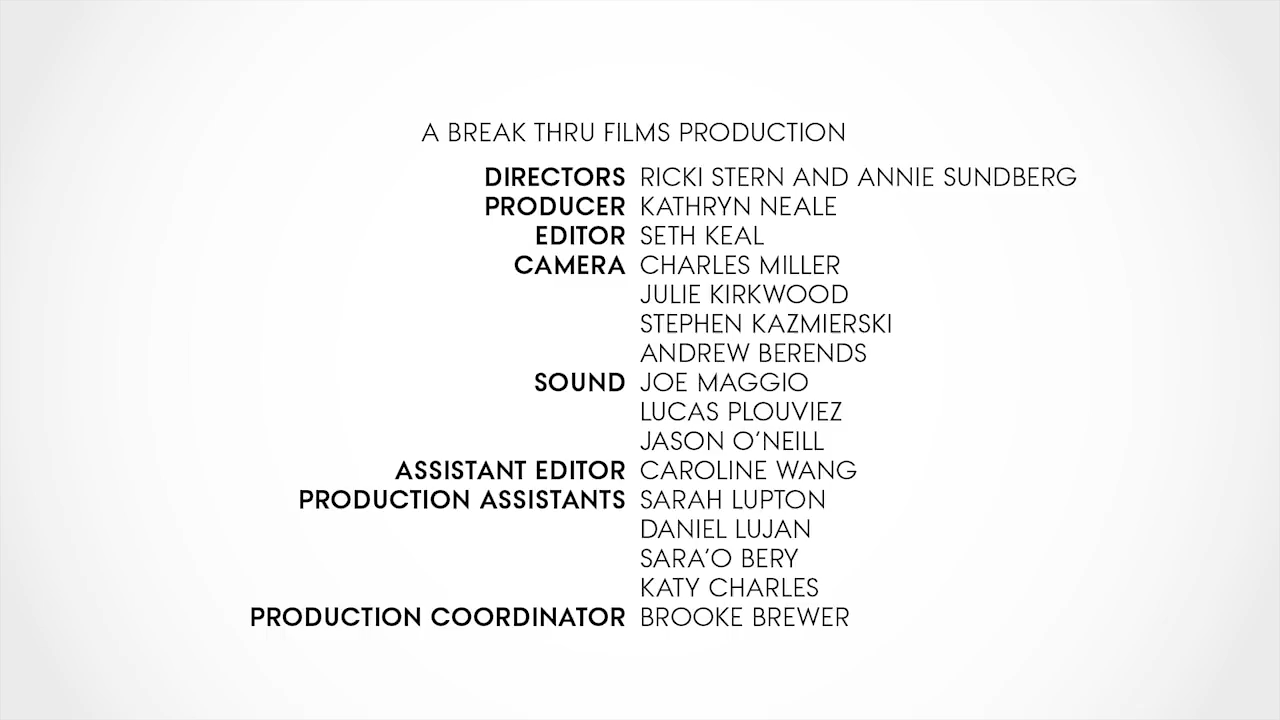 A BREAK THRU FILMS PRODUCTION
DIRECTORS RICKI STERN AND ANNIE SUNDBERG
PRODUCER KATHRYN NEALE
EDITOR SETH KEAL
CAMERA CHARLES MILLER
JULIE KIRKWOOD
STEPHEN KAZMIERSKI
ANDREW BERENDS
SOUND JOE MAGGIO
LUCAS PLOUVIEZ
JASON O'NEILL
ASSISTANT EDITOR CAROLINE WANG
PRODUCTION ASSISTANTS SARAH LUPTON
DANIEL LUJAN
SARA'O BERY
KATY CHARLES
PRODUCTION COORDINATOR BROOKE BREWER